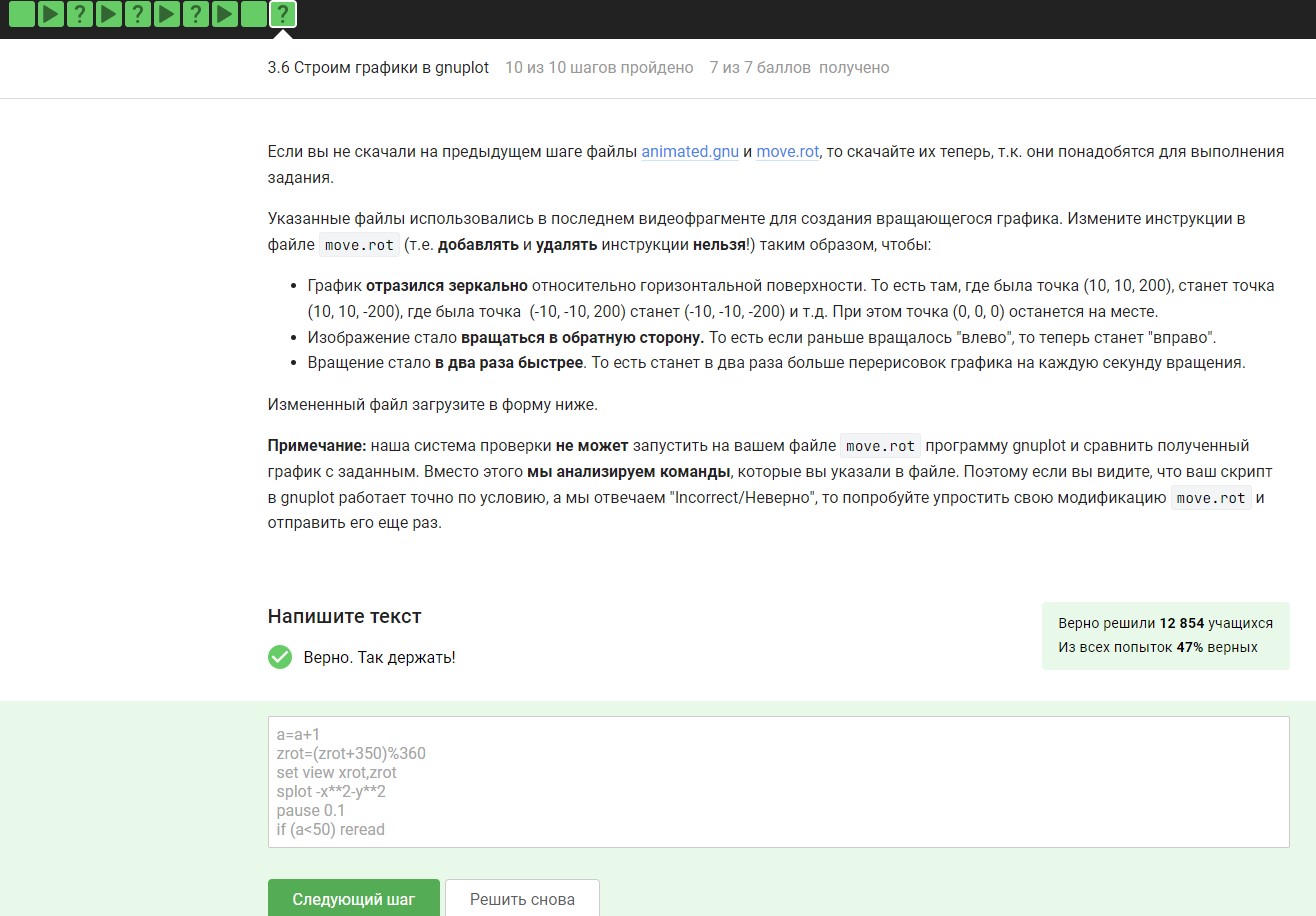 ? ? ? ?
3.6 Строим графики в gnuplot 10 из 10 шагов пройдено 7 из 7 баллов получено
Если вы не скачали на предыдущем шаге файлы animated.gnu и move.rot, то скачайте их теперь, т.к. они понадобятся для выполнения
задания.
Указанные файлы использовались в последнем видеофрагменте для создания вращающегося графика. Измените инструкции в
файле move.rot (т.е. добавлять и удалять инструкции нельзя!) таким образом, чтобы:
• График отразился зеркально относительно горизонтальной поверхности. То есть там, где была точка (10, 10, 200), станет точка
(10, 10, -200), где была точка (-10, -10, 200) станет (-10, -10, -200) и т.д. При этом точка (0, 0, 0) останется на месте.
• Изображение стало вращаться в обратную сторону. То есть если раньше вращалось "влево", то теперь станет "вправо".
• Вращение стало в два раза быстрее. То есть станет в два раза больше перерисовок графика на каждую секунду вращения.
Измененный файл загрузите в форму ниже.
Примечание: наша система проверки не может запустить на вашем файле move.rot программу gnuplot и сравнить полученный
график с заданным. Вместо этого мы анализируем команды, которые вы указали в файле. Поэтому если вы видите, что ваш скрипт
в gnuplot работает точно по условию, а мы отвечаем "Incorrect/Неверно", то попробуйте упростить свою модификацию move.rot и
отправить его еще раз.
Напишите текст
Верно. Так держать!
Верно решили 12 854 учащихся
Из всех попыток 47% верных
a=a+1
zrot=(zrot+350)%360
set view xrot,zrot
splot -x**2-y**2
pause 0.1
if (a<50) reread
Следующий шаг Решить снова